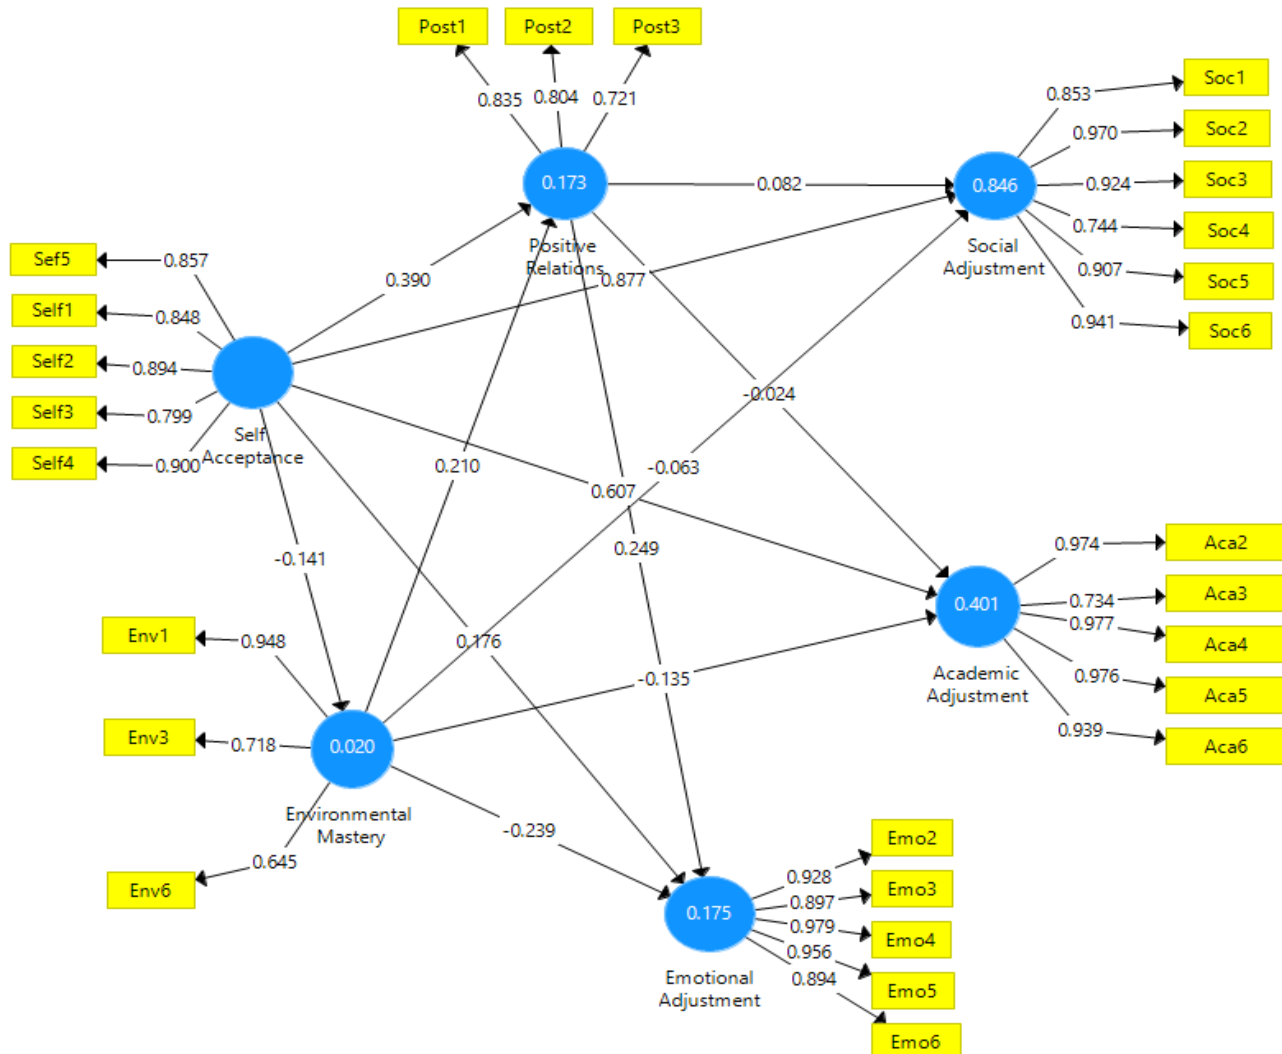 Post1
Post2
Post3
0.835
0.804
0.721
0.173
Positive
Relations
0.082
Soc1
Soc2
Soc3
Soc4
Soc5
Soc6
0.853
0.970
0.924
0.744
0.907
0.941
0.846
Social
Adjustment
Sef5
Self1
Self2
Self3
Self4
0.857
0.848
0.894
0.799
0.900
Self
Acceptance
0.390
0.877
-0.024
0.210
-0.063
0.607
0.249
-0.141
0.176
-0.135
-0.239
Env1
Env3
Env6
0.948
0.718
0.645
0.020
Environmental
Mastery
0.401
Academic
Adjustment
0.974
0.734
0.977
0.976
0.939
Aca2
Aca3
Aca4
Aca5
Aca6
0.175
Emotional
Adjustment
0.928
0.897
0.979
0.956
0.894
Emo2
Emo3
Emo4
Emo5
Emo6